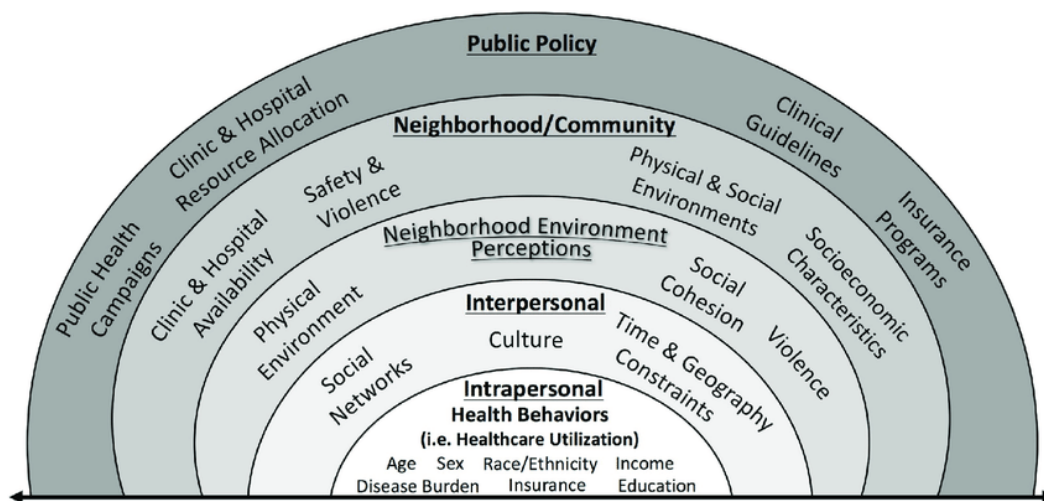 Public Policy
Public Health
Campaigns
Clinic & Hospital
Resource Allocation
Clinical
Guidelines
Insurance
Programs
Neighborhood/Community
Clinic & Hospital
Availability
Safety &
Violence
Physical & Social
Environments
Socioeconomic
Characteristics
Neighborhood Environment
Perceptions
Physical
Environment
Social
Cohesion
Violence
Interpersonal
Social
Networks
Culture
Time & Geography
Constraints
Intrapersonal
Health Behaviors
(i.e. Healthcare Utilization)
Age Sex Race/Ethnicity Income
Disease Burden Insurance Education